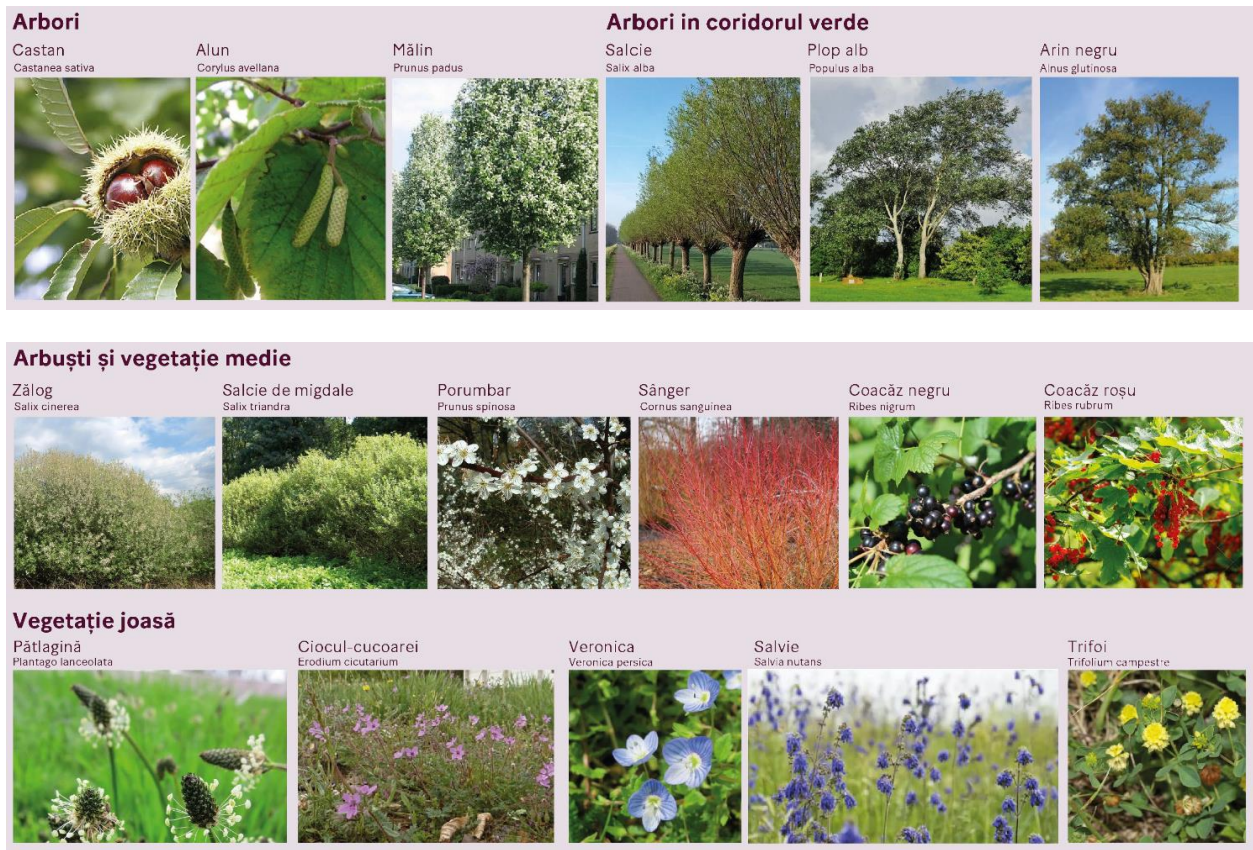 Arbori
Arbori in coridorul verde
Castan
Castanea sativa
Alun
Corylus avellana
Mălin
Prunus padus
Salcie
Salix alba
Plop alb
Populus alba
Arin negru
Alnus glutinosa
Arbuști și vegetație medie
Zălog
Salix cinerea
Salcie de migdale
Salix triandra
Porumbar
Prunus spinosa
Sânger
Cornus sanguinea
Coacăz negru
Ribes nigrum
Coacăz roșu
Ribes rubrum
Vegetație joasă
Pătlagină
Plantago lanceolata
Ciocul-cucoarei
Erodium cicutarium
Veronica
Veronica persica
Salvie
Salvia nutans
Trifoi
Trifolium campestre